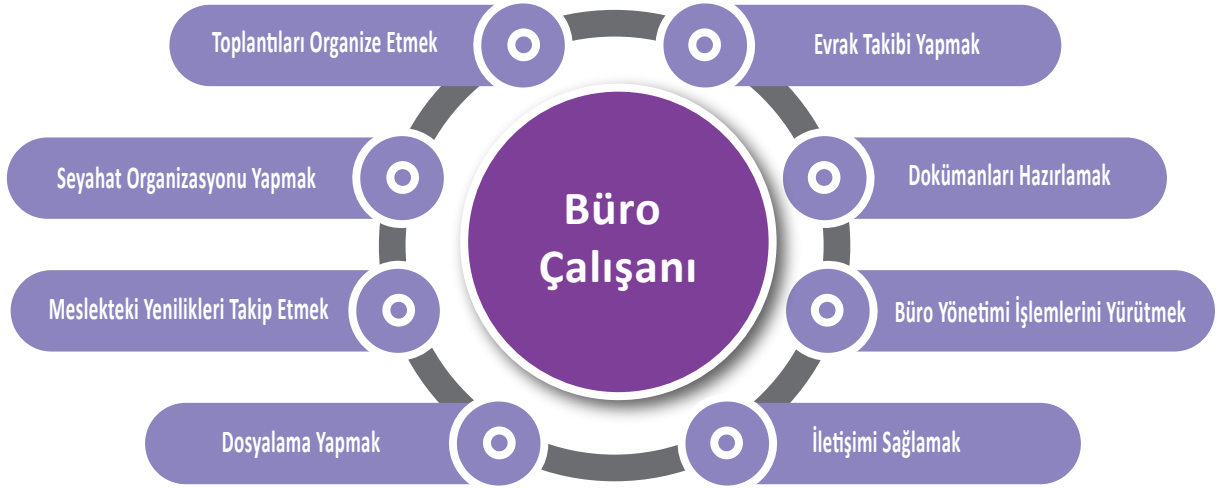 Toplantıları Organize Etmek
Evrak Takibi Yapmak
Seyahat Organizasyonu Yapmak
Dokümanları Hazırlamak
Büro
Çalışanı
Meslekteki Yenilikleri Takip Etmek
Büro Yönetimi İşlemlerini Yürütmek
Dosyalama Yapmak
İletişimi Sağlamak